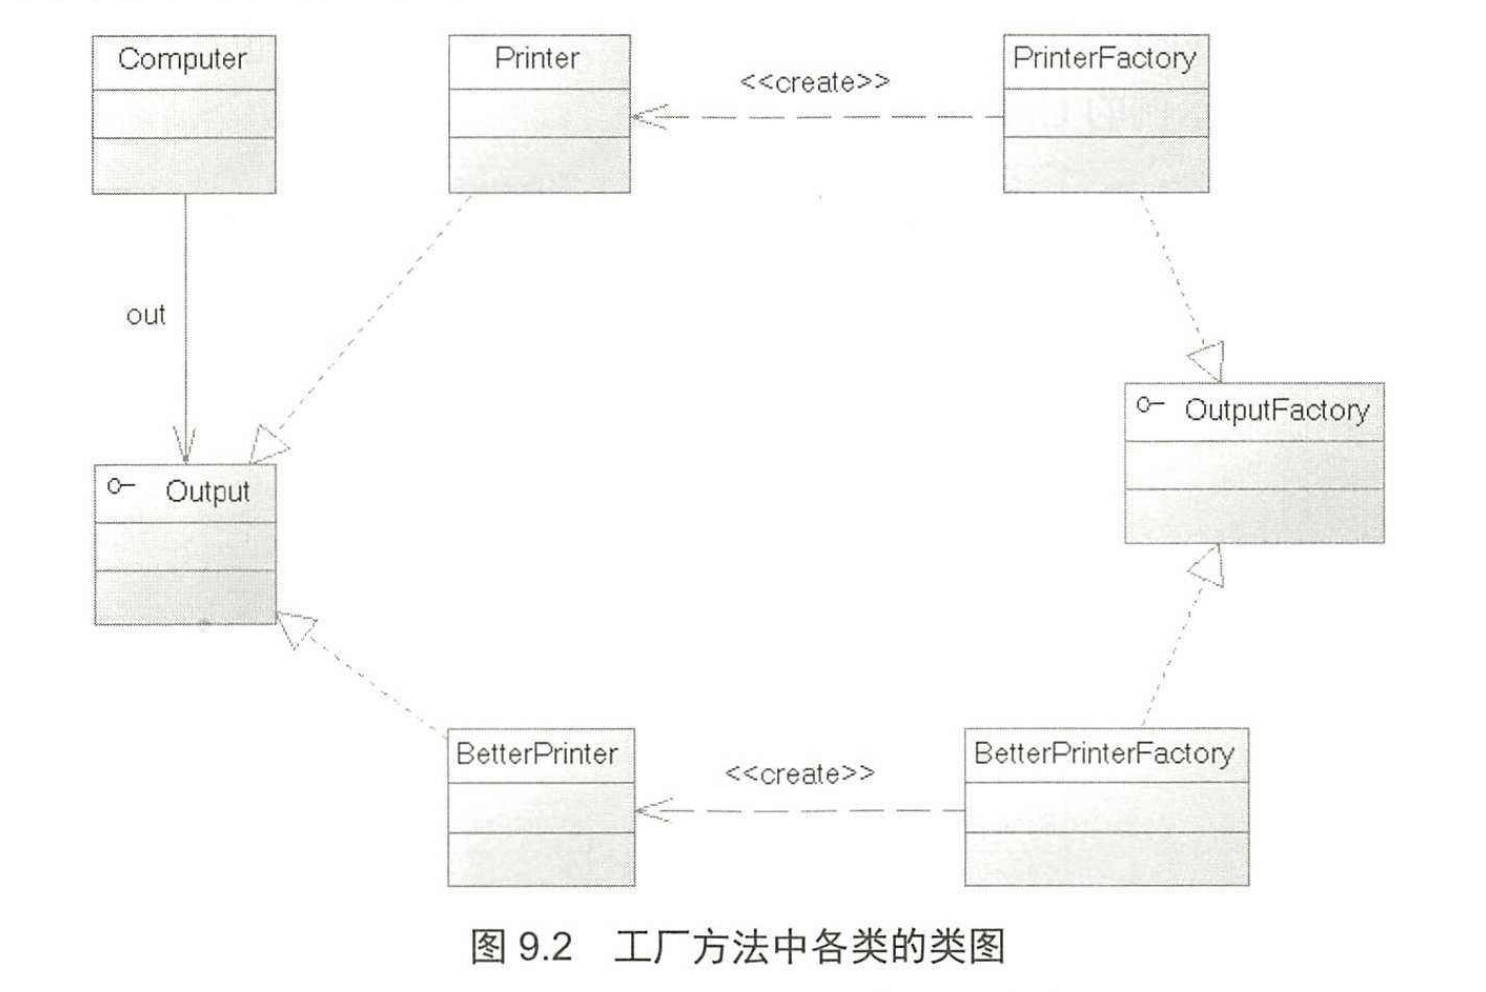 Computer
Printer
<<create>>
PrinterFactory
out
OutputFactory
Output
BetterPrinter
<<create>>
BetterPrinterFactory
图 9.2 工厂方法中各类的类图